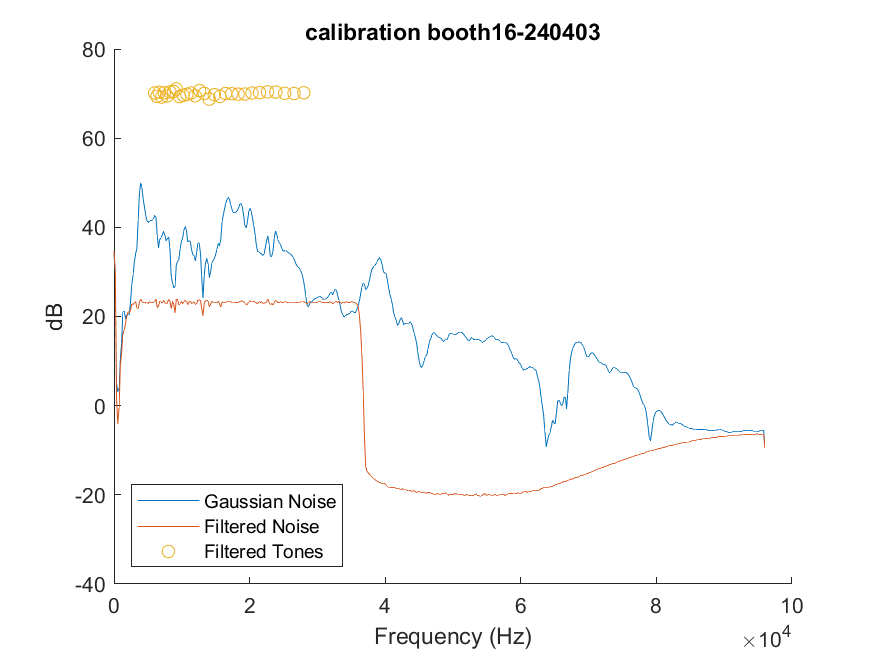 calibration booth16-240403
80
60
40
20
0
-20
-40
dB
Gaussian Noise
Filtered Noise
Filtered Tones
0 2 4 6 8 10
Frequency (Hz)
×10⁴